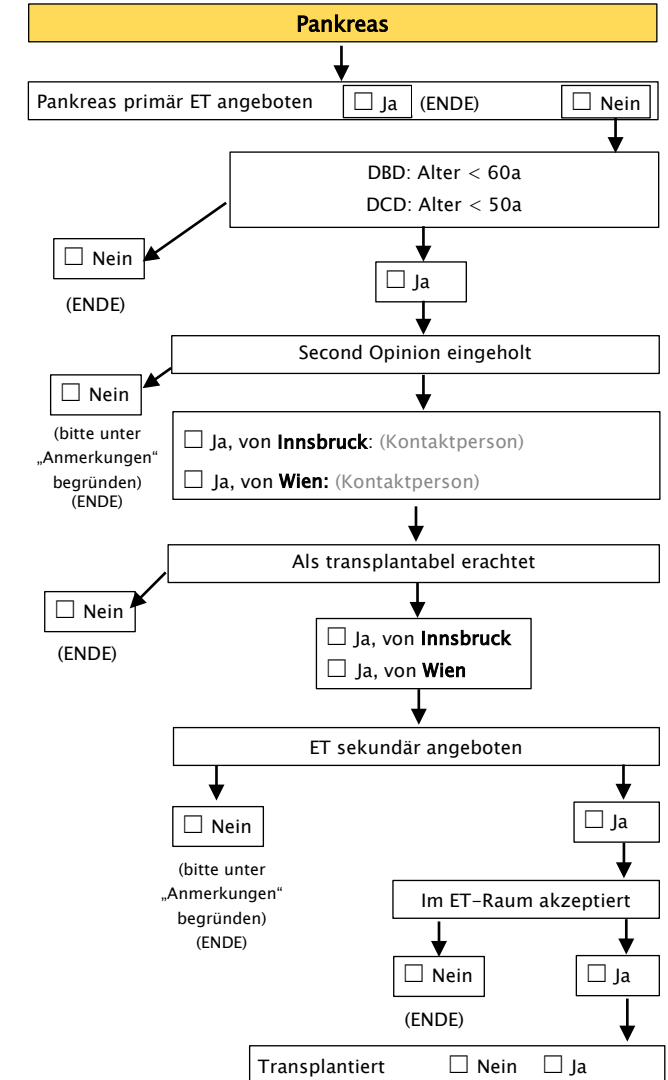 Pankreas
Pankreas primär ET angeboten ☐ Ja (ENDE) ☐ Nein
DBD: Alter < 60a
DCD: Alter < 50a
☐ Nein
(ENDE)
☐ Ja
Second Opinion eingeholt
☐ Nein
(bitte unter
„Anmerkungen“
begründen)
(ENDE)
☐ Ja, von Innsbruck: (Kontaktperson)
☐ Ja, von Wien: (Kontaktperson)
Als transplantabel erachtet
☐ Nein
(ENDE)
☐ Ja, von Innsbruck
☐ Ja, von Wien
ET sekundär angeboten
☐ Nein
(bitte unter
„Anmerkungen“
begründen)
(ENDE)
☐ Ja
Im ET-Raum akzeptiert
☐ Nein
(ENDE)
☐ Ja
Transplantiert ☐ Nein ☐ Ja